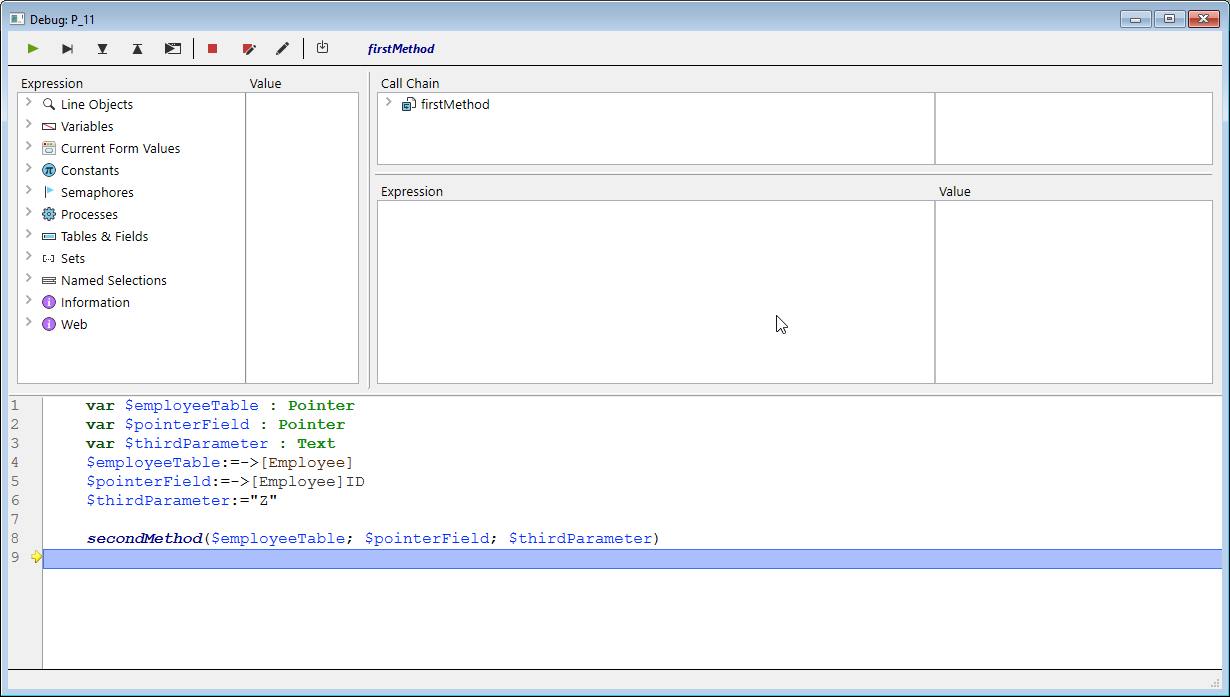 Debug: P_11
firstMethod
Expression Value
Line Objects
Variables
Current Form Values
Constants
Semaphores
Processes
Tables & Fields
Sets
Named Selections
Information
Web
Call Chain
firstMethod
Expression Value
1 var $employeeTable : Pointer
2 var $pointerField : Pointer
3 var $thirdParameter : Text
4 $employeeTable:=->[Employee]
5 $pointerField:=->[Employee]ID
6 $thirdParameter:="Z"
7
8 secondMethod($employeeTable; $pointerField; $thirdParameter)
9